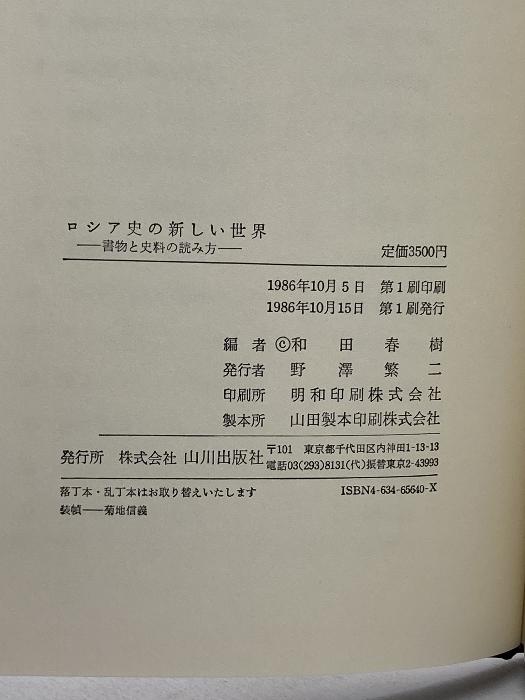 ロシア史の新しい世界
――書物と史料の読み方――
定価3500円
1986年10月5日 第1刷印刷
1986年10月15日 第1刷発行
編者 ©和田春樹
発行者 野澤繁二
印刷所 明和印刷株式会社
製本所 山田製本印刷株式会社
発行所 株式会社 山川出版社
〒101 東京都千代田区内神田1-13-13
電話03(293)8131(代)振替東京2-43993
落丁本・乱丁本はお取り替えいたします
ISBN4-634-65640-X
装幀――菊地信義